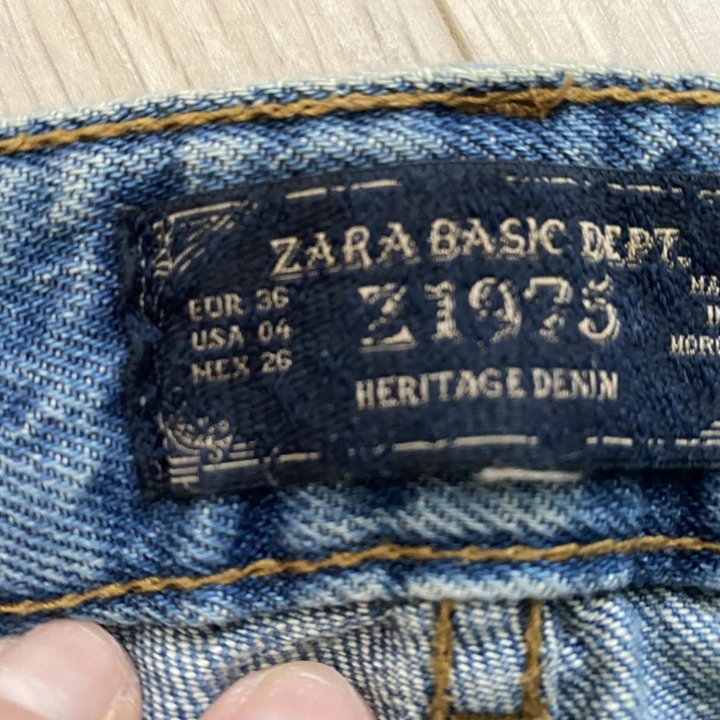 ZARA BASIC DEPT.
EUR 36
USA 04
MEX 26
Z1975
HERITAGE DENIM